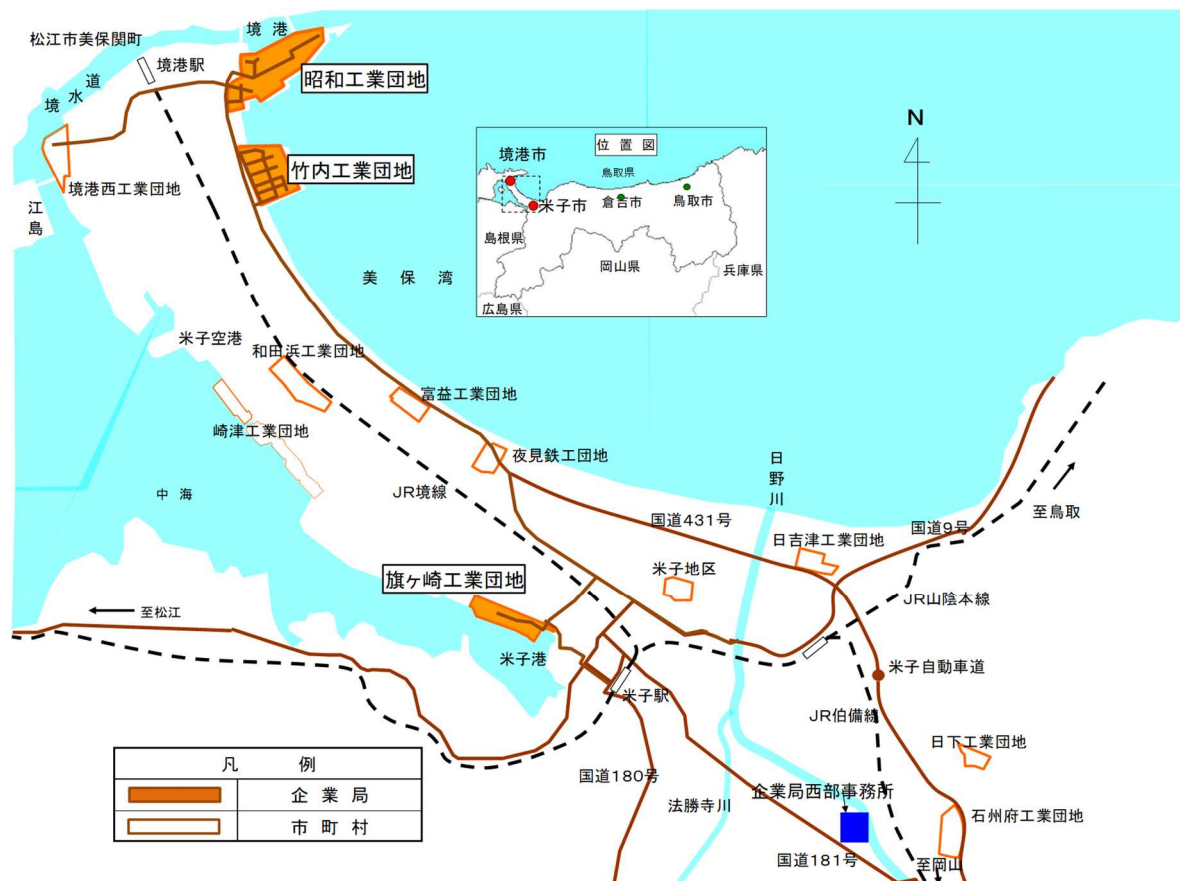 松江市美保関町
境港
境港駅
昭和工業団地
境水道
竹内工業団地
境港西工業団地
江島
N
位置図
境港市
鳥取県
米子市
倉吉市
鳥取市
島根県
岡山県
兵庫県
広島県
美保湾
米子空港
和田浜工業団地
富益工業団地
崎津工業団地
夜見鉄工団地
中海
JR境線
日野川
国道431号
国道9号
至鳥取
日吉津工業団地
米子地区
旗ヶ崎工業団地
JR山陰本線
至松江
米子港
米子駅
米子自動車道
JR伯備線
日下工業団地
国道180号
法勝寺川
企業局西部事務所
石州府工業団地
国道181号
至岡山
凡例
企業局
市町村